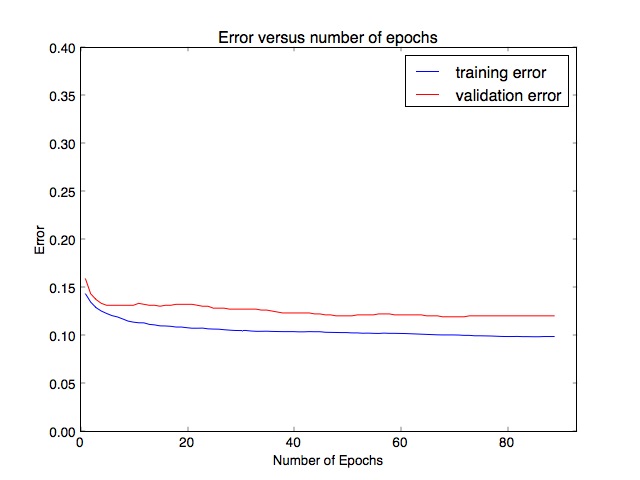 Error versus number of epochs
0.40
training error
validation error
0.35
0.30
0.25
0.20
Error
0.15
0.10
0.05
0.00
0 20 40 60 80
Number of Epochs